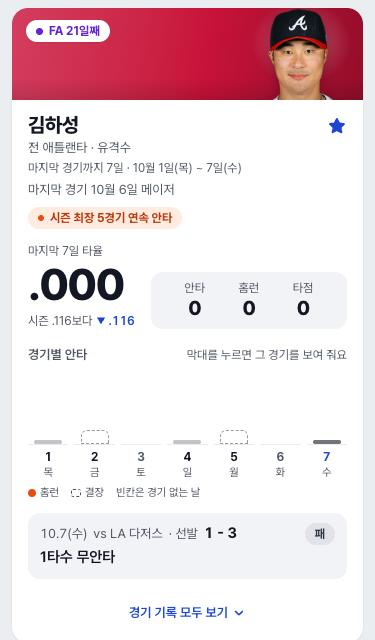 FA 21일째
김하성
전 애틀랜타 · 유격수
마지막 경기까지 7일 · 10월 1일(목) ~ 7일(수)
마지막 경기 10월 6일 메이저
시즌 최장 5경기 연속 안타
마지막 7일 타율
.000
시즌 .116보다 ▼ .116
안타 홈런 타점
0 0 0
경기별 안타 막대를 누르면 그 경기를 보여 줘요
1 2 3 4 5 6 7
목 금 토 일 월 화 수
홈런 결장 빈칸은 경기 없는 날
10.7(수) vs LA 다저스 · 선발 1 - 3 패
1타수 무안타
경기 기록 모두 보기